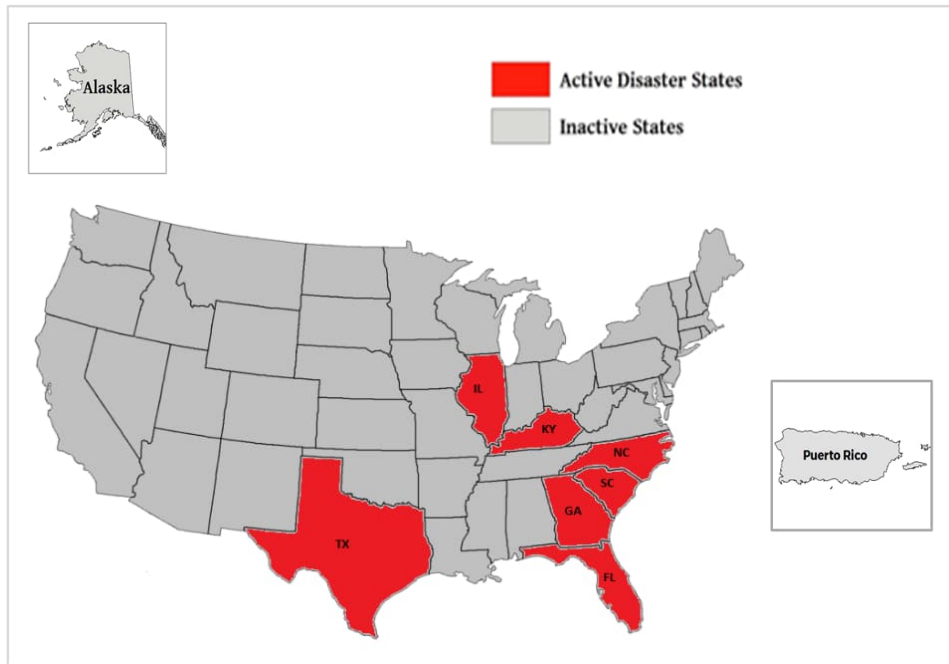 Alaska
Active Disaster States
Inactive States
IL
KY
NC
SC
GA
TX
FL
Puerto Rico